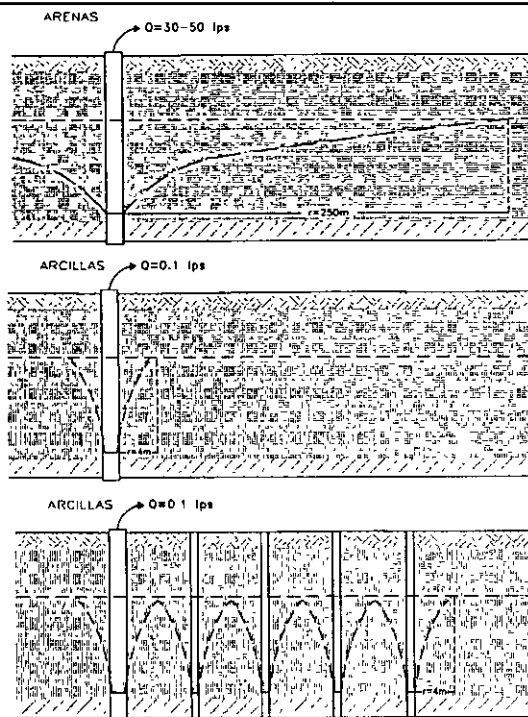 ARENAS
Q=30-50 lps
r=250m
ARCILLAS
Q=0.1 lps
r=4m
ARCILLAS
Q=0.1 lps
r=4m